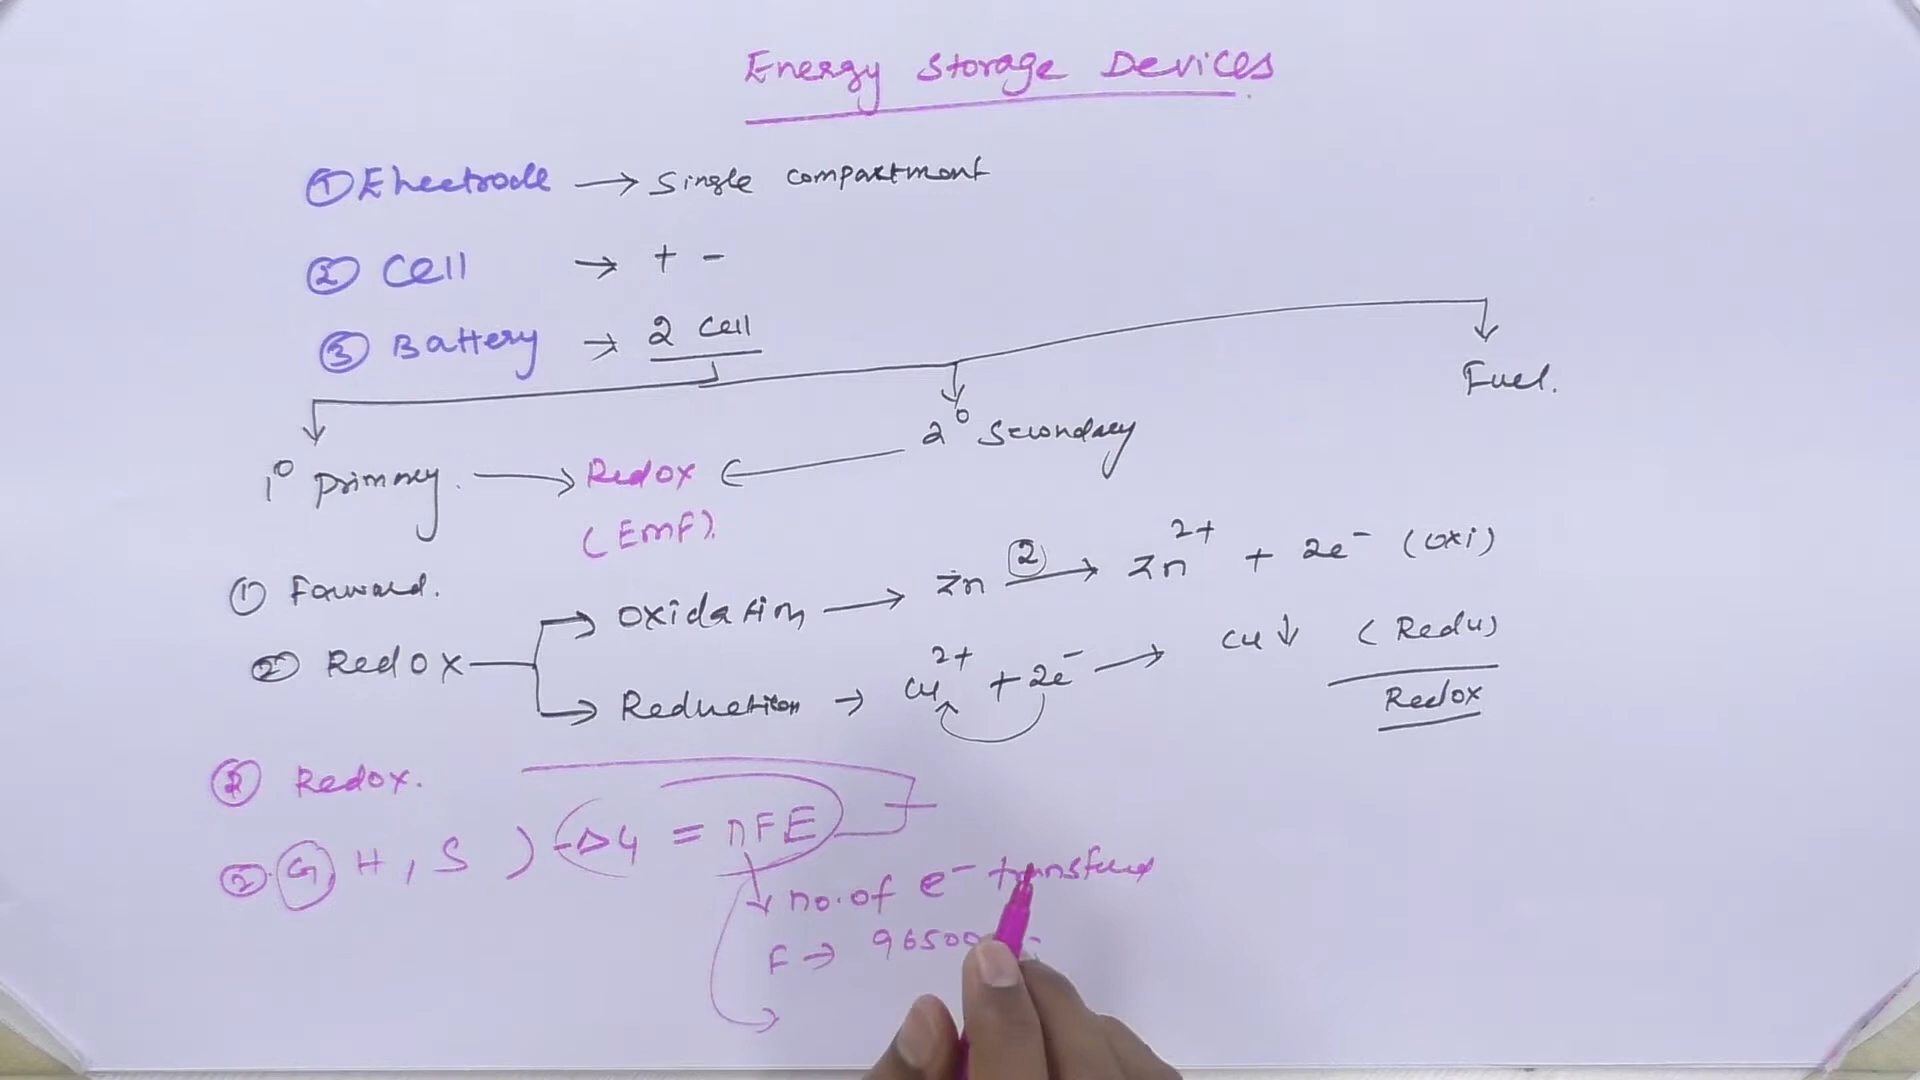 Energy Storage Devices
① Electrode → Single compartment
② Cell → + -
③ Battery → 2 Cell
Fuel.
2° Secondary
1° primary. → Redox
(EMF).
① Forward.
Oxidation → Zn ② → Zn2+ + 2e- (Oxi)
② Redox
Reduction → Cu2+ + 2e- → Cu ↓ (Redu)
Redox
② Redox.
②. G, H, S) -ΔG = nFE
↓ no. of e- transfer
F → 96500